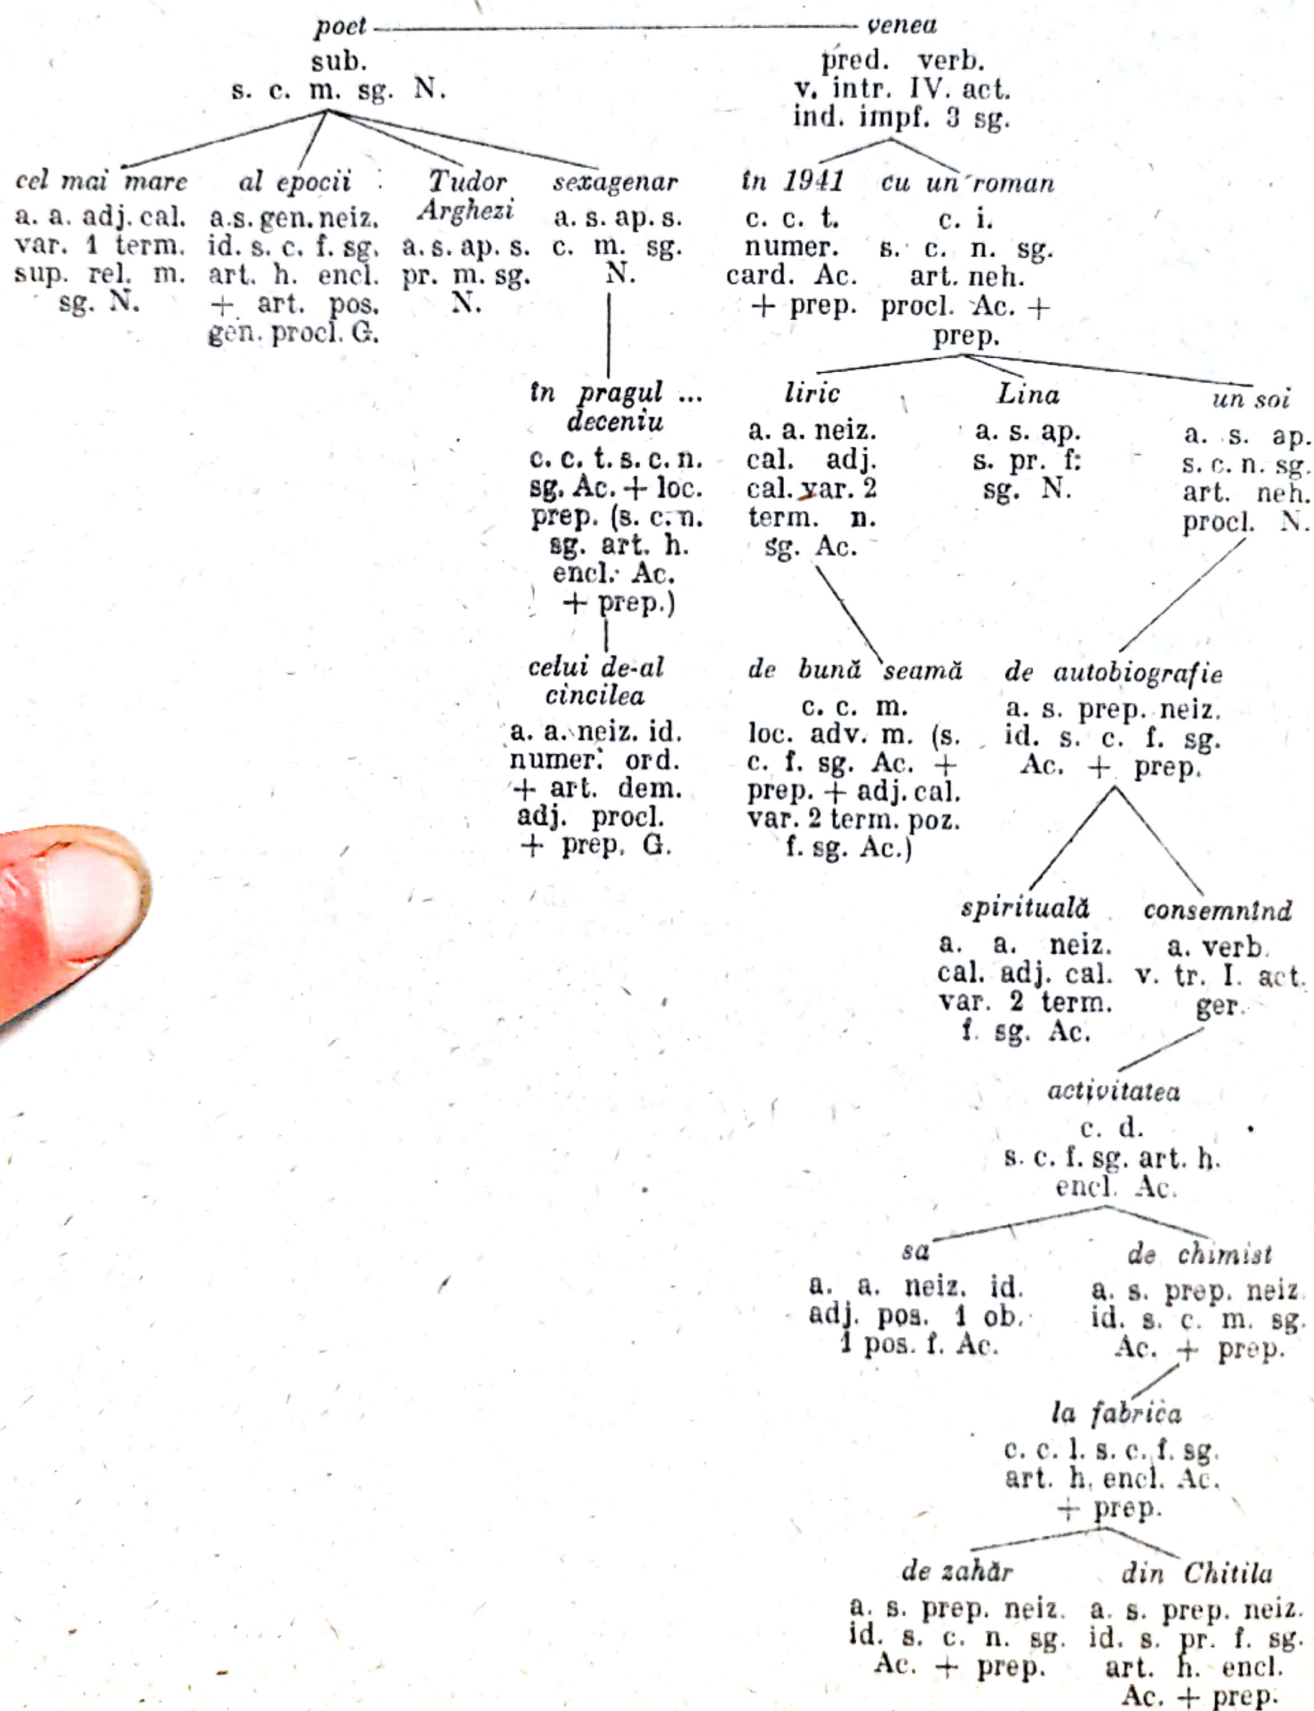 poet venea
sub.
s. c. m. sg. N.
pred. verb.
v. intr. IV. act.
ind. impf. 3 sg.
cel mai mare
a. a. adj. cal.
var. 1 term.
sup. rel. m.
sg. N.
al epocii
a.s. gen. neiz.
id. s. c. f. sg.
art. h. encl.
+ art. pos.
gen. procl. G.
Tudor
Arghezi
a. s. ap. s.
pr. m. sg.
N.
sexagenar
a. s. ap. s.
c. m. sg.
N.
în 1941
c. c. t.
numer.
card. Ac.
+ prep.
cu un roman
c. i.
s. c. n. sg.
art. neh.
procl. Ac. +
prep.
în pragul ...
deceniu
c. c. t. s. c. n.
sg. Ac. + loc.
prep. (s. c. n.
sg. art. h.
encl. Ac.
+ prep.)
liric
a. a. neiz.
cal. adj.
cal. var. 2
term. n.
sg. Ac.
Lina
a. s. ap.
s. pr. f.
sg. N.
un soi
a. s. ap.
s. c. n. sg.
art. neh.
procl. N.
celui de-al
cincilea
a. a. neiz. id.
numer. ord.
+ art. dem.
adj. procl.
+ prep. G.
de bună seamă
c. c. m.
loc. adv. m. (s.
c. f. sg. Ac. +
prep. + adj. cal.
var. 2 term. poz.
f. sg. Ac.)
de autobiografie
a. s. prep. neiz.
id. s. c. f. sg.
Ac. + prep.
spirituală
a. a. neiz.
cal. adj. cal.
var. 2 term.
f. sg. Ac.
consemnînd
a. verb.
v. tr. I. act.
ger.
activitatea
c. d.
s. c. f. sg. art. h.
encl. Ac.
sa
a. a. neiz. id.
adj. pos. 1 ob.
1 pos. f. Ac.
de chimist
a. s. prep. neiz.
id. s. c. m. sg.
Ac. + prep.
la fabrica
c. c. l. s. c. f. sg.
art. h. encl. Ac.
+ prep.
de zahăr
a. s. prep. neiz.
id. s. c. n. sg.
Ac. + prep.
din Chitila
a. s. prep. neiz.
id. s. pr. f. sg.
art. h. encl.
Ac. + prep.